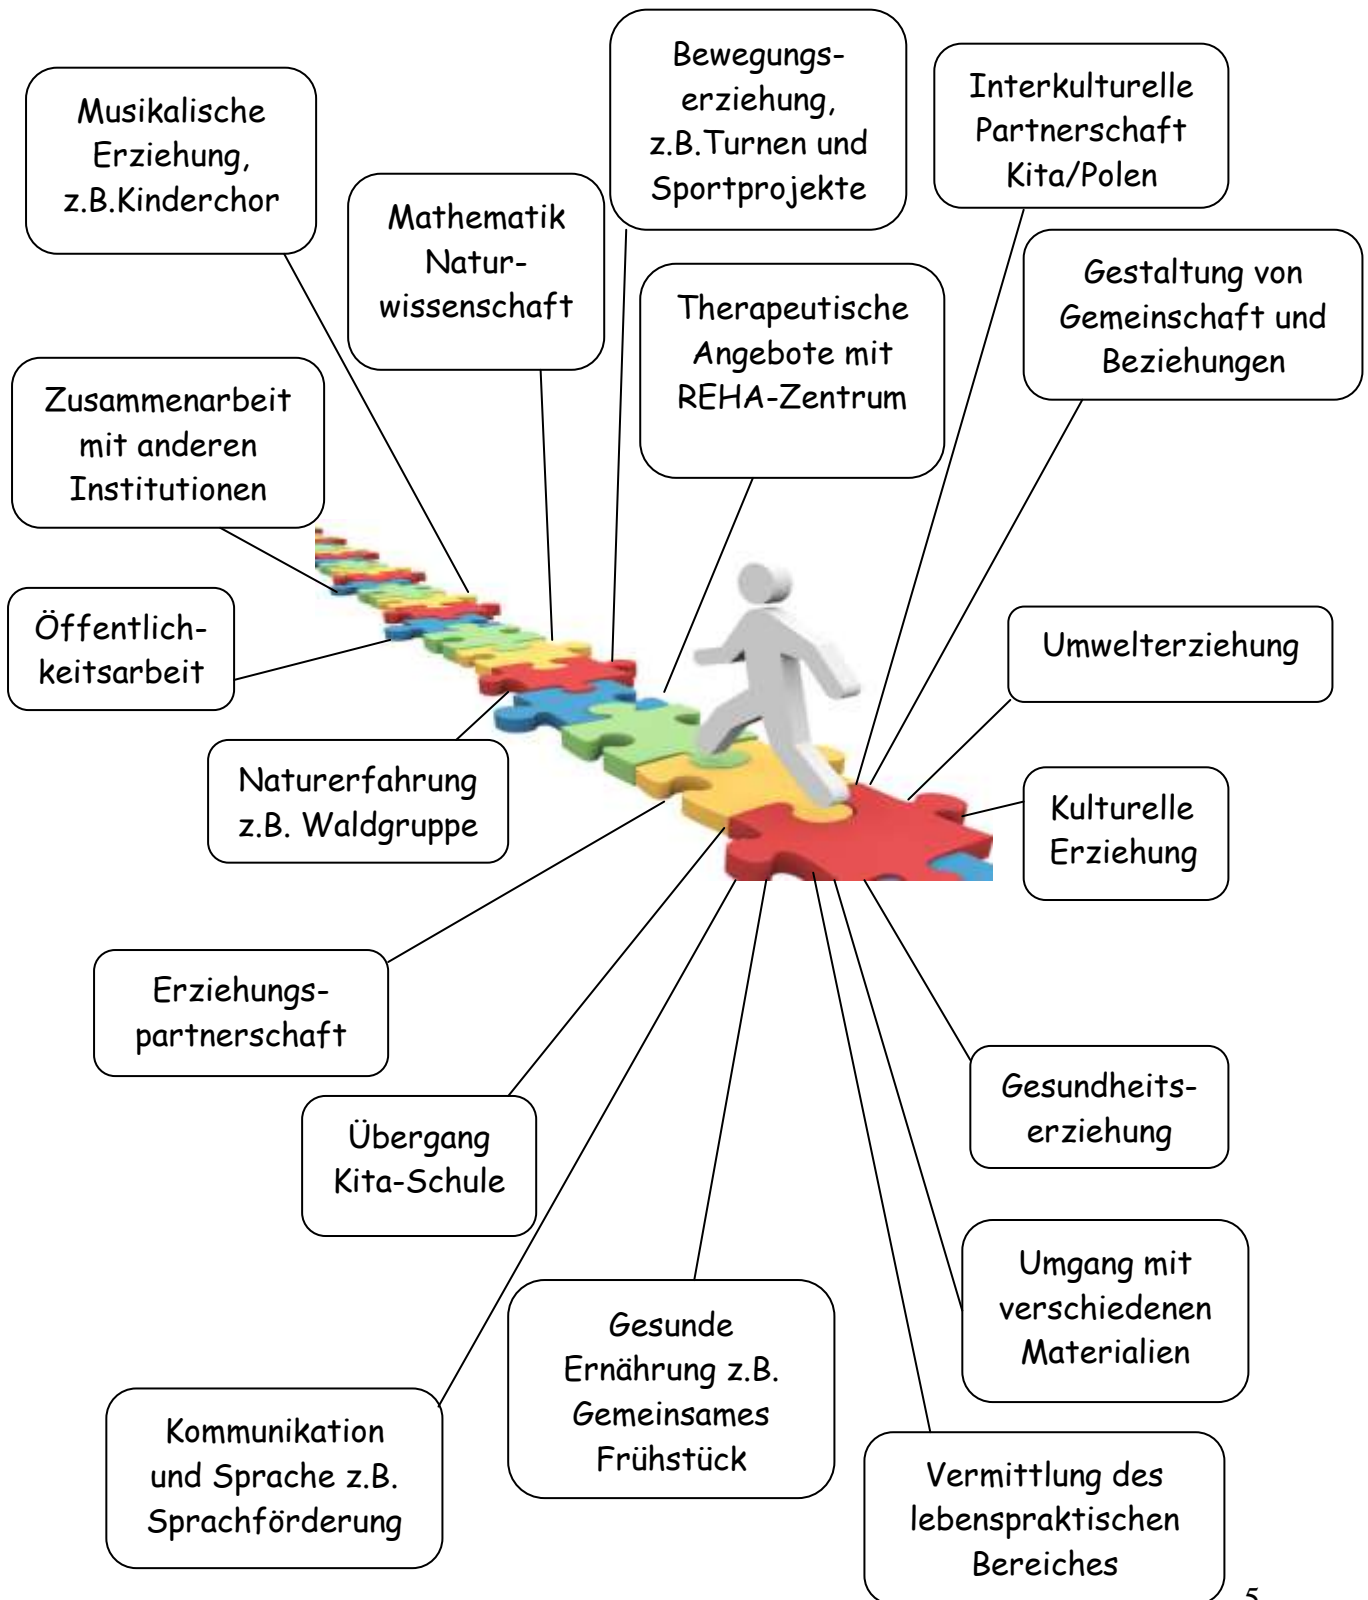 Musikalische
Erziehung,
z.B.Kinderchor
Mathematik
Natur-
wissenschaft
Bewegungs-
erziehung,
z.B.Turnen und
Sportprojekte
Interkulturelle
Partnerschaft
Kita/Polen
Therapeutische
Angebote mit
REHA-Zentrum
Gestaltung von
Gemeinschaft und
Beziehungen
Zusammenarbeit
mit anderen
Institutionen
Öffentlich-
keitsarbeit
Umwelterziehung
Naturerfahrung
z.B. Waldgruppe
Kulturelle
Erziehung
Erziehungs-
partnerschaft
Übergang
Kita-Schule
Gesundheits-
erziehung
Umgang mit
verschiedenen
Materialien
Gesunde
Ernährung z.B.
Gemeinsames
Frühstück
Kommunikation
und Sprache z.B.
Sprachförderung
Vermittlung des
lebenspraktischen
Bereiches
5